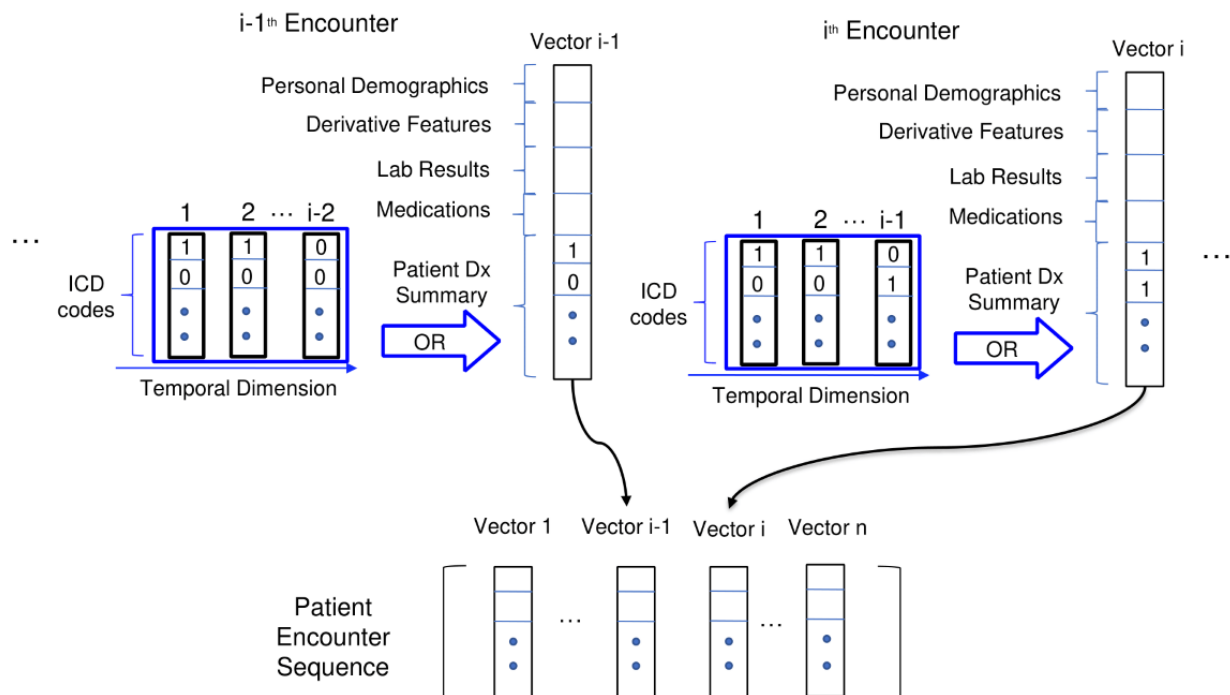 i-1th Encounter
Vector i-1
Personal Demographics
Derivative Features
Lab Results
Medications
1 2 ... i-2
...
1 1 0
0 0 0
ICD
codes
Patient Dx
Summary
1
0
OR
Temporal Dimension
ith Encounter
Vector i
Personal Demographics
Derivative Features
Lab Results
Medications
1 2 ... i-1
1 1 0
0 0 1
ICD
codes
Patient Dx
Summary
1
1
...
OR
Temporal Dimension
Vector 1 Vector i-1 Vector i Vector n
... ...
Patient
Encounter
Sequence